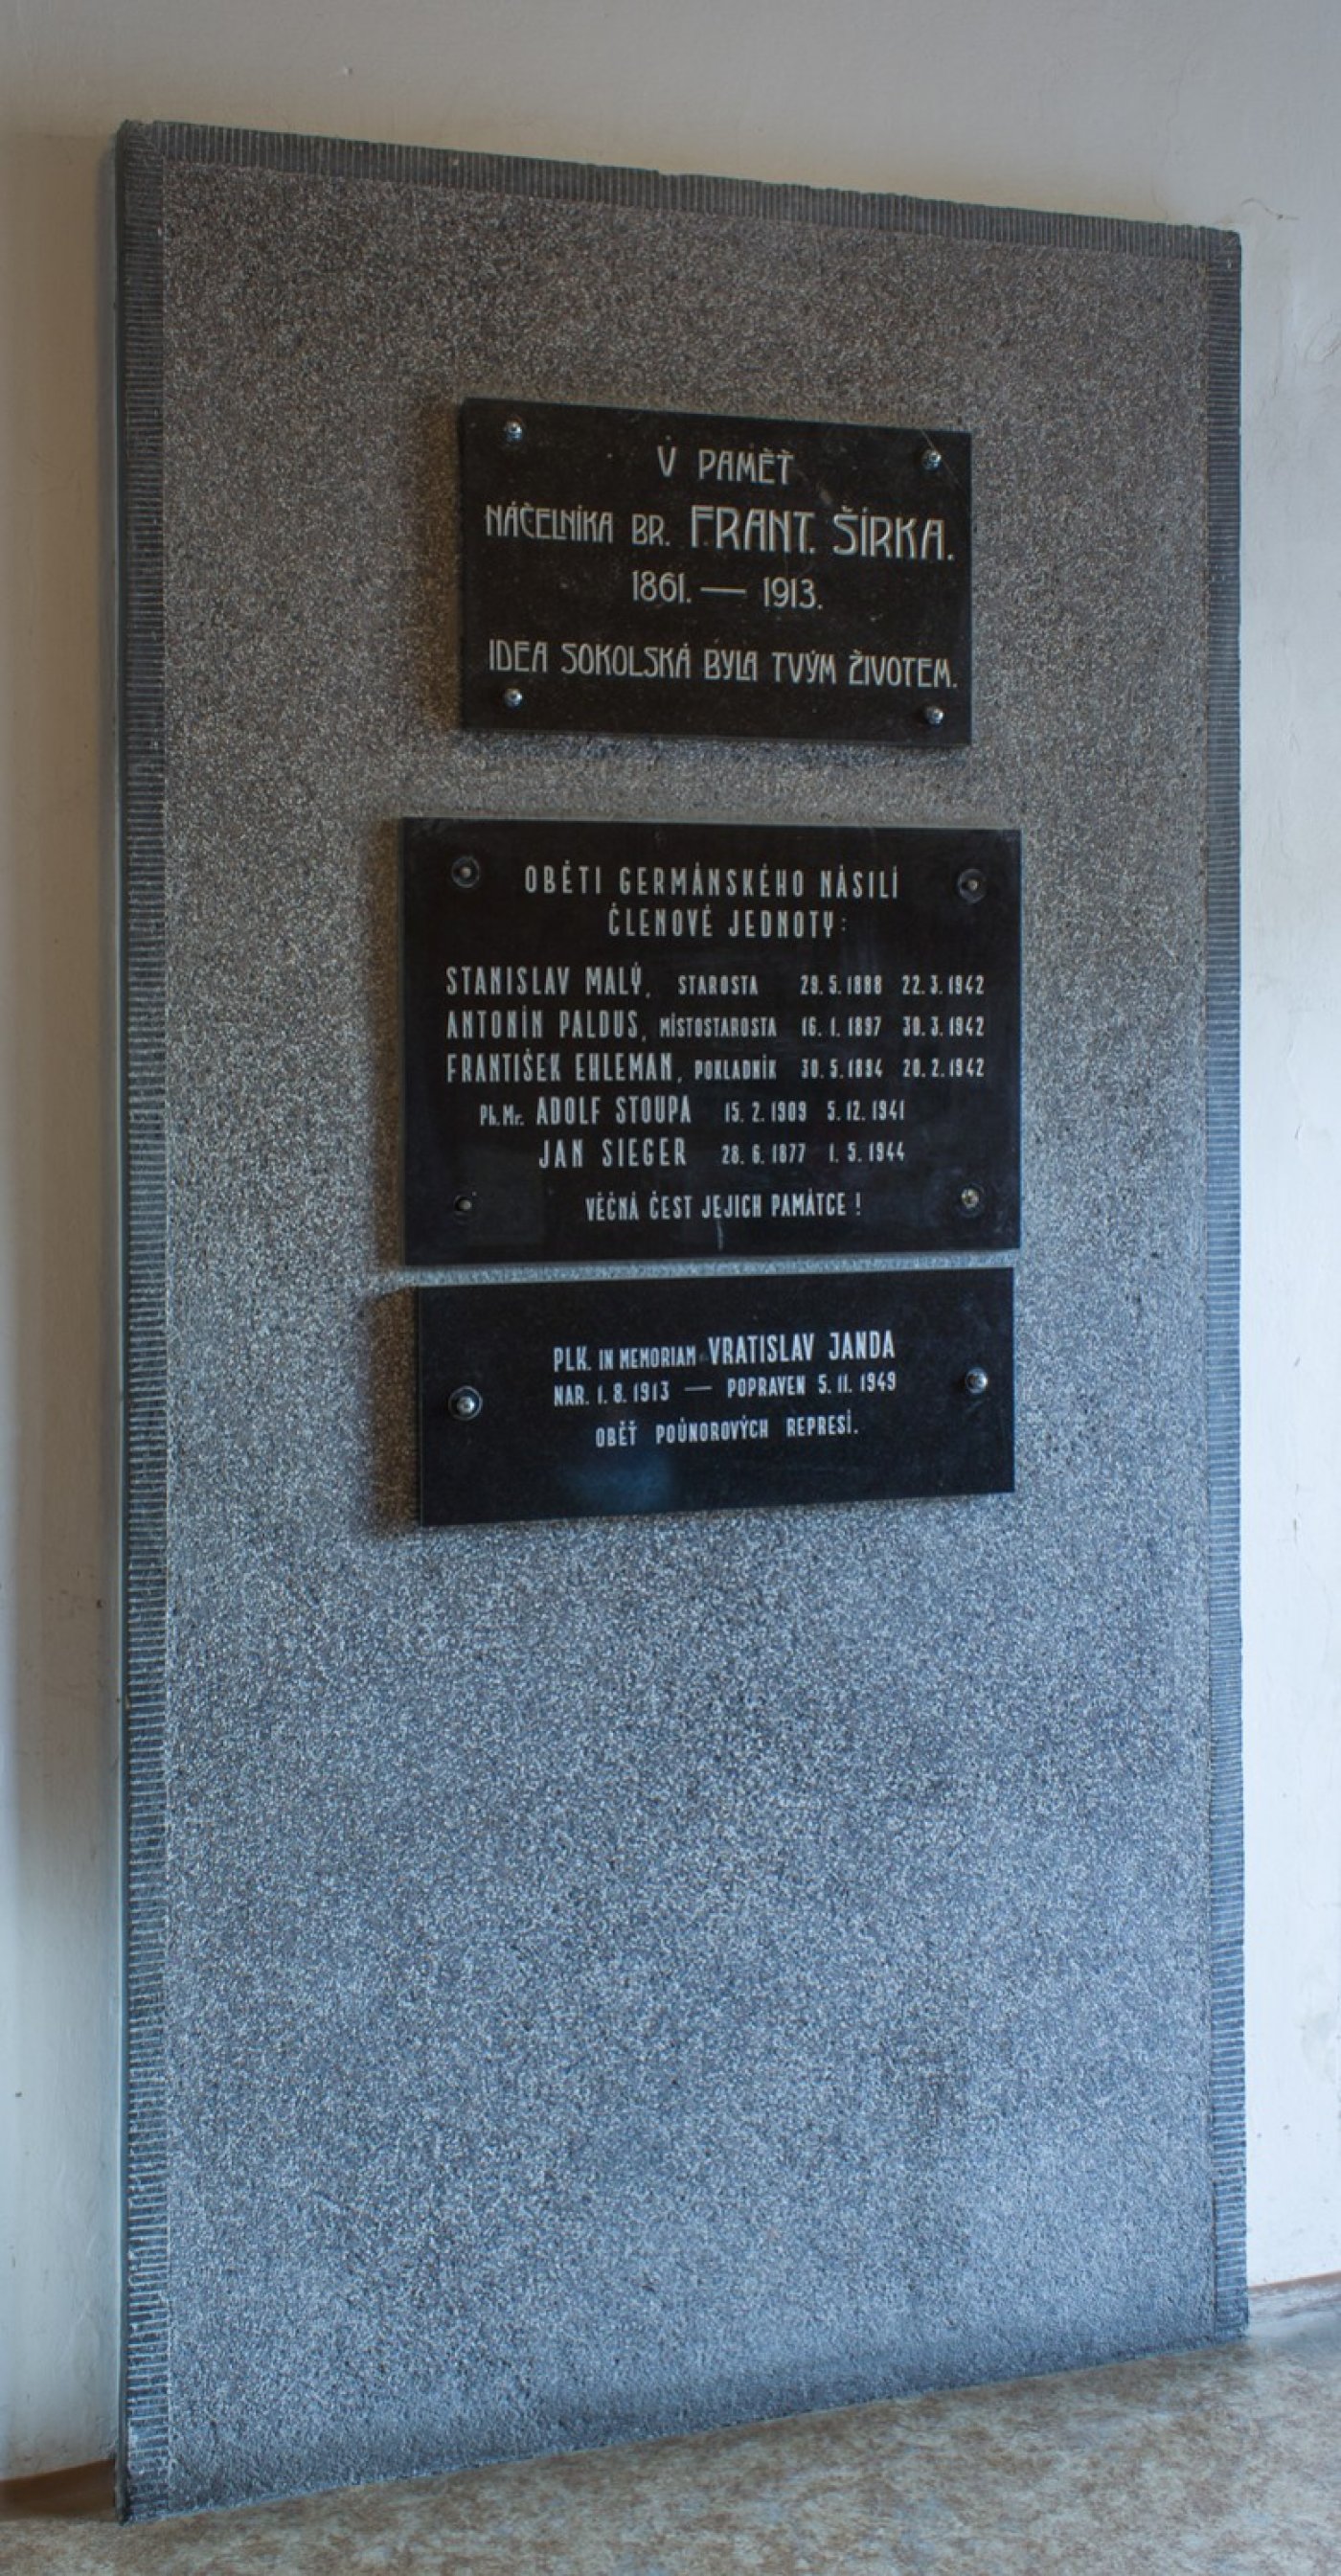 V PAMĚŤ
NÁČELNÍKA BR. FRANT. ŠÍRKA.
1861. — 1913.
IDEA SOKOLSKÁ BYLA TVÝM ŽIVOTEM.
OBĚTI GERMÁNSKÉHO NÁSILÍ
ČLENOVÉ JEDNOTY:
STANISLAV MALÝ, STAROSTA 29. 5. 1888 22. 3. 1942
ANTONÍN PALDUS, MÍSTOSTAROSTA 16. 1. 1897 30. 3. 1942
FRANTIŠEK EHLEMAN, POKLADNÍK 30. 5. 1894 20. 2. 1942
Ph.Mr. ADOLF STOUPA 15. 2. 1909 5. 12. 1941
JAN SIEGER 28. 6. 1877 1. 5. 1944
VĚČNÁ ČEST JEJICH PAMÁTCE !
PLK. IN MEMORIAM VRATISLAV JANDA
NAR. 1. 8. 1913 — POPRAVEN 5. 11. 1949
OBĚŤ POÚNOROVÝCH REPRESÍ.